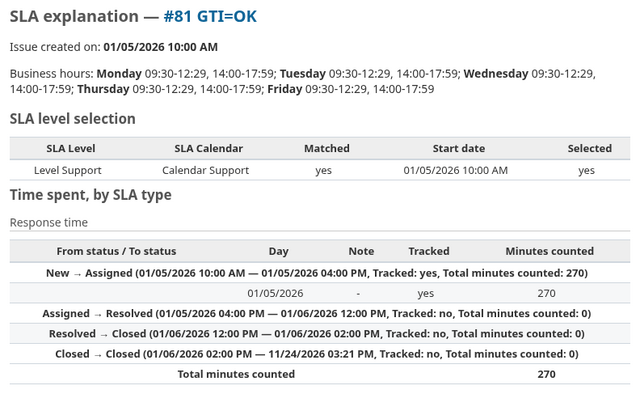 SLA explanation — #81 GTI=OK
Issue created on: 01/05/2026 10:00 AM
Business hours: Monday 09:30-12:29, 14:00-17:59; Tuesday 09:30-12:29, 14:00-17:59; Wednesday 09:30-12:29,
14:00-17:59; Thursday 09:30-12:29, 14:00-17:59; Friday 09:30-12:29, 14:00-17:59
SLA level selection
SLA Level SLA Calendar Matched Start date Selected
Level Support Calendar Support yes 01/05/2026 10:00 AM yes
Time spent, by SLA type
Response time
From status / To status Day Note Tracked Minutes counted
New → Assigned (01/05/2026 10:00 AM — 01/05/2026 04:00 PM, Tracked: yes, Total minutes counted: 270)
01/05/2026 - yes 270
Assigned → Resolved (01/05/2026 04:00 PM — 01/06/2026 12:00 PM, Tracked: no, Total minutes counted: 0)
Resolved → Closed (01/06/2026 12:00 PM — 01/06/2026 02:00 PM, Tracked: no, Total minutes counted: 0)
Closed → Closed (01/06/2026 02:00 PM — 11/24/2026 03:21 PM, Tracked: no, Total minutes counted: 0)
Total minutes counted 270